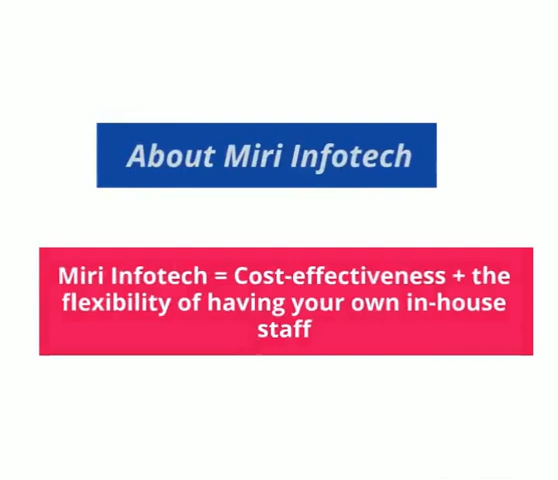 About Miri Infotech
Miri Infotech = Cost-effectiveness + the
flexibility of having your own in-house
staff